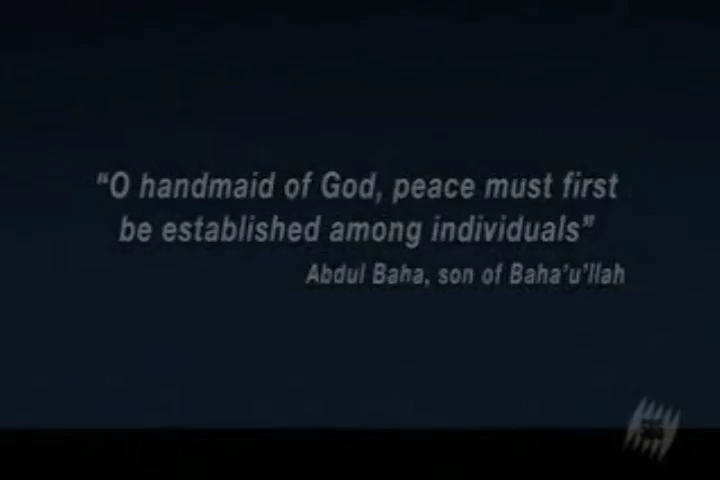 "O handmaid of God, peace must first
be established among individuals"
Abdul Baha, son of Baha'u'llah